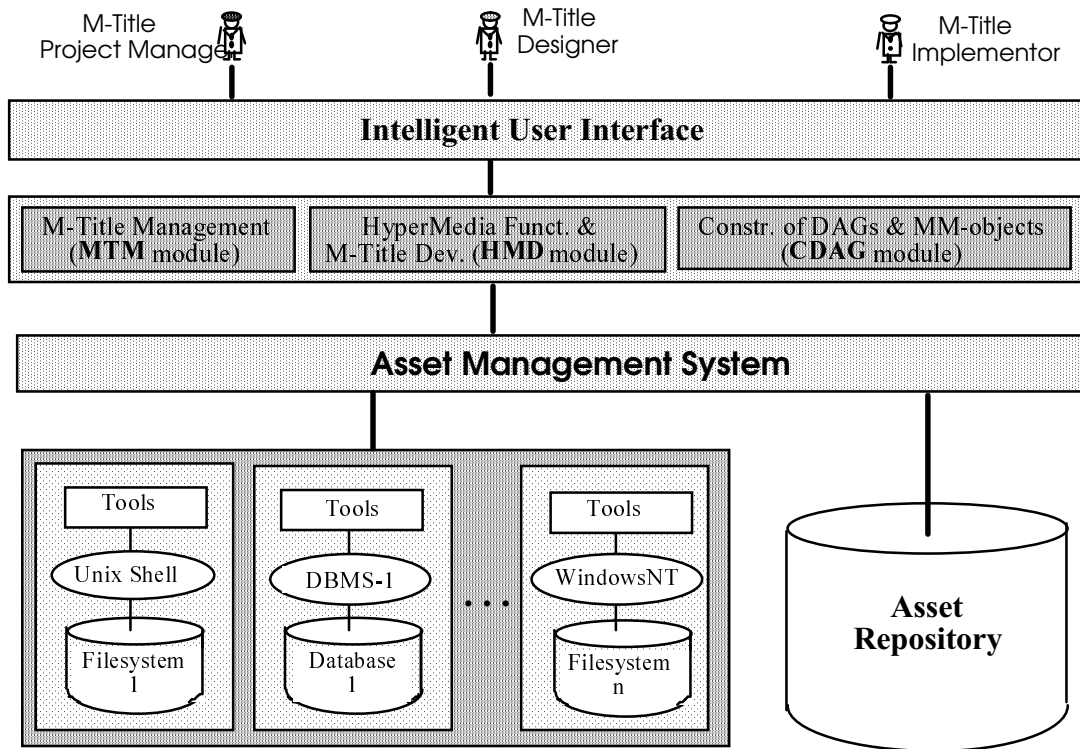 M-Title
Project Manage
M-Title
Designer
M-Title
Implementor
Intelligent User Interface
M-Title Management
(MTM module)
HyperMedia Funct. &
M-Title Dev. (HMD module)
Constr. of DAGs & MM-objects
(CDAG module)
Asset Management System
Tools
Unix Shell
Filesystem
1
Tools
DBMS-1
Database
1
...
Tools
WindowsNT
Filesystem
n
Asset
Repository